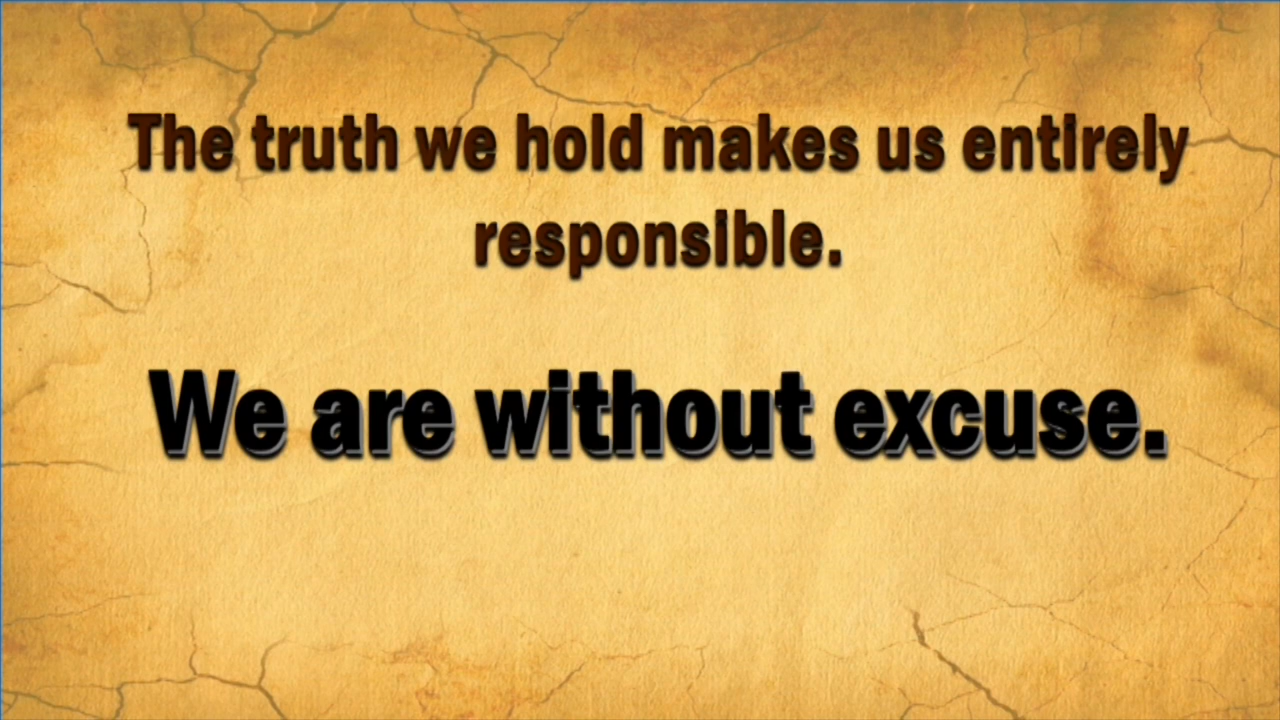 The truth we hold makes us entirely
responsible.
We are without excuse.